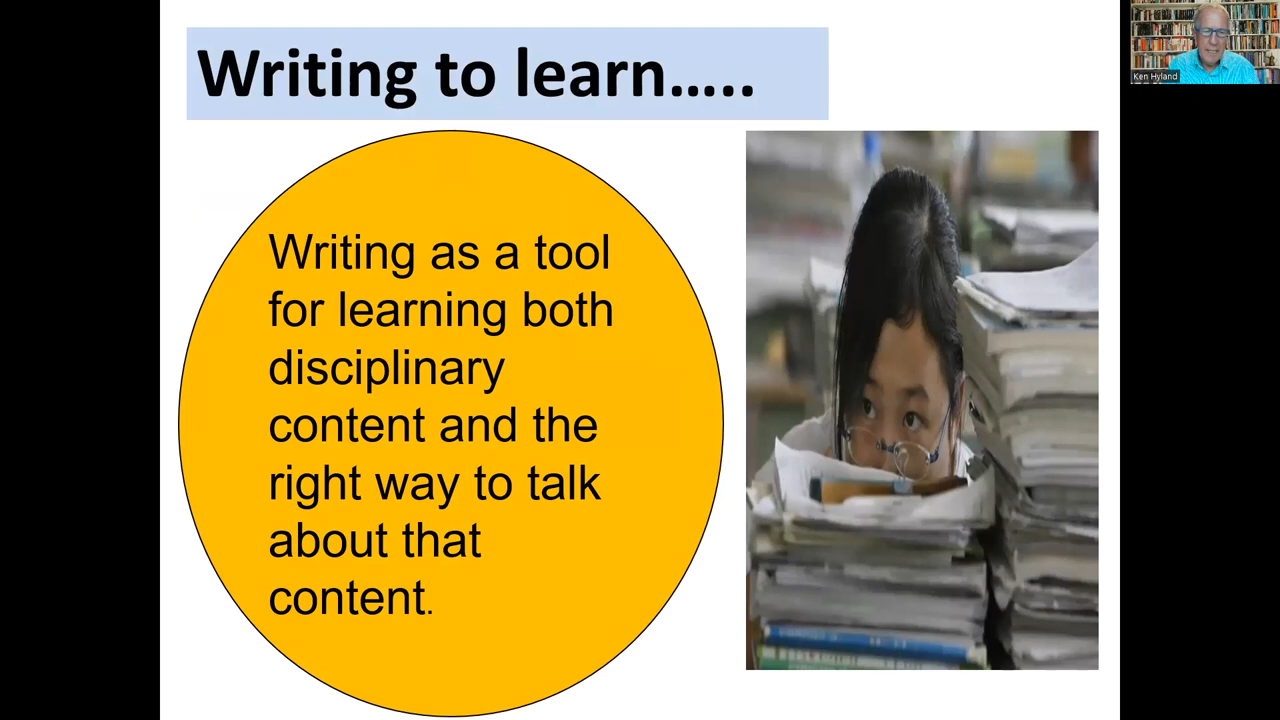 Writing to learn…..
Ken Hyland
Writing as a tool
for learning both
disciplinary
content and the
right way to talk
about that
content.